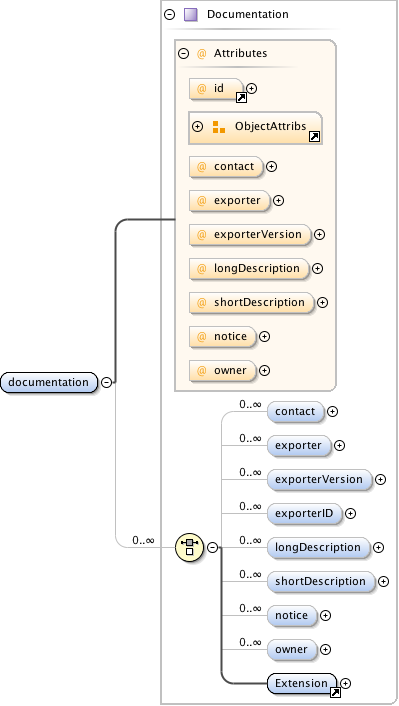 Documentation
@ Attributes
@ id
ObjectAttribs
@ contact
@ exporter
@ exporterVersion
@ longDescription
@ shortDescription
@ notice
@ owner
documentation
0..∞
0..∞ contact
0..∞ exporter
0..∞ exporterVersion
0..∞ exporterID
0..∞ longDescription
0..∞ shortDescription
0..∞ notice
0..∞ owner
Extension